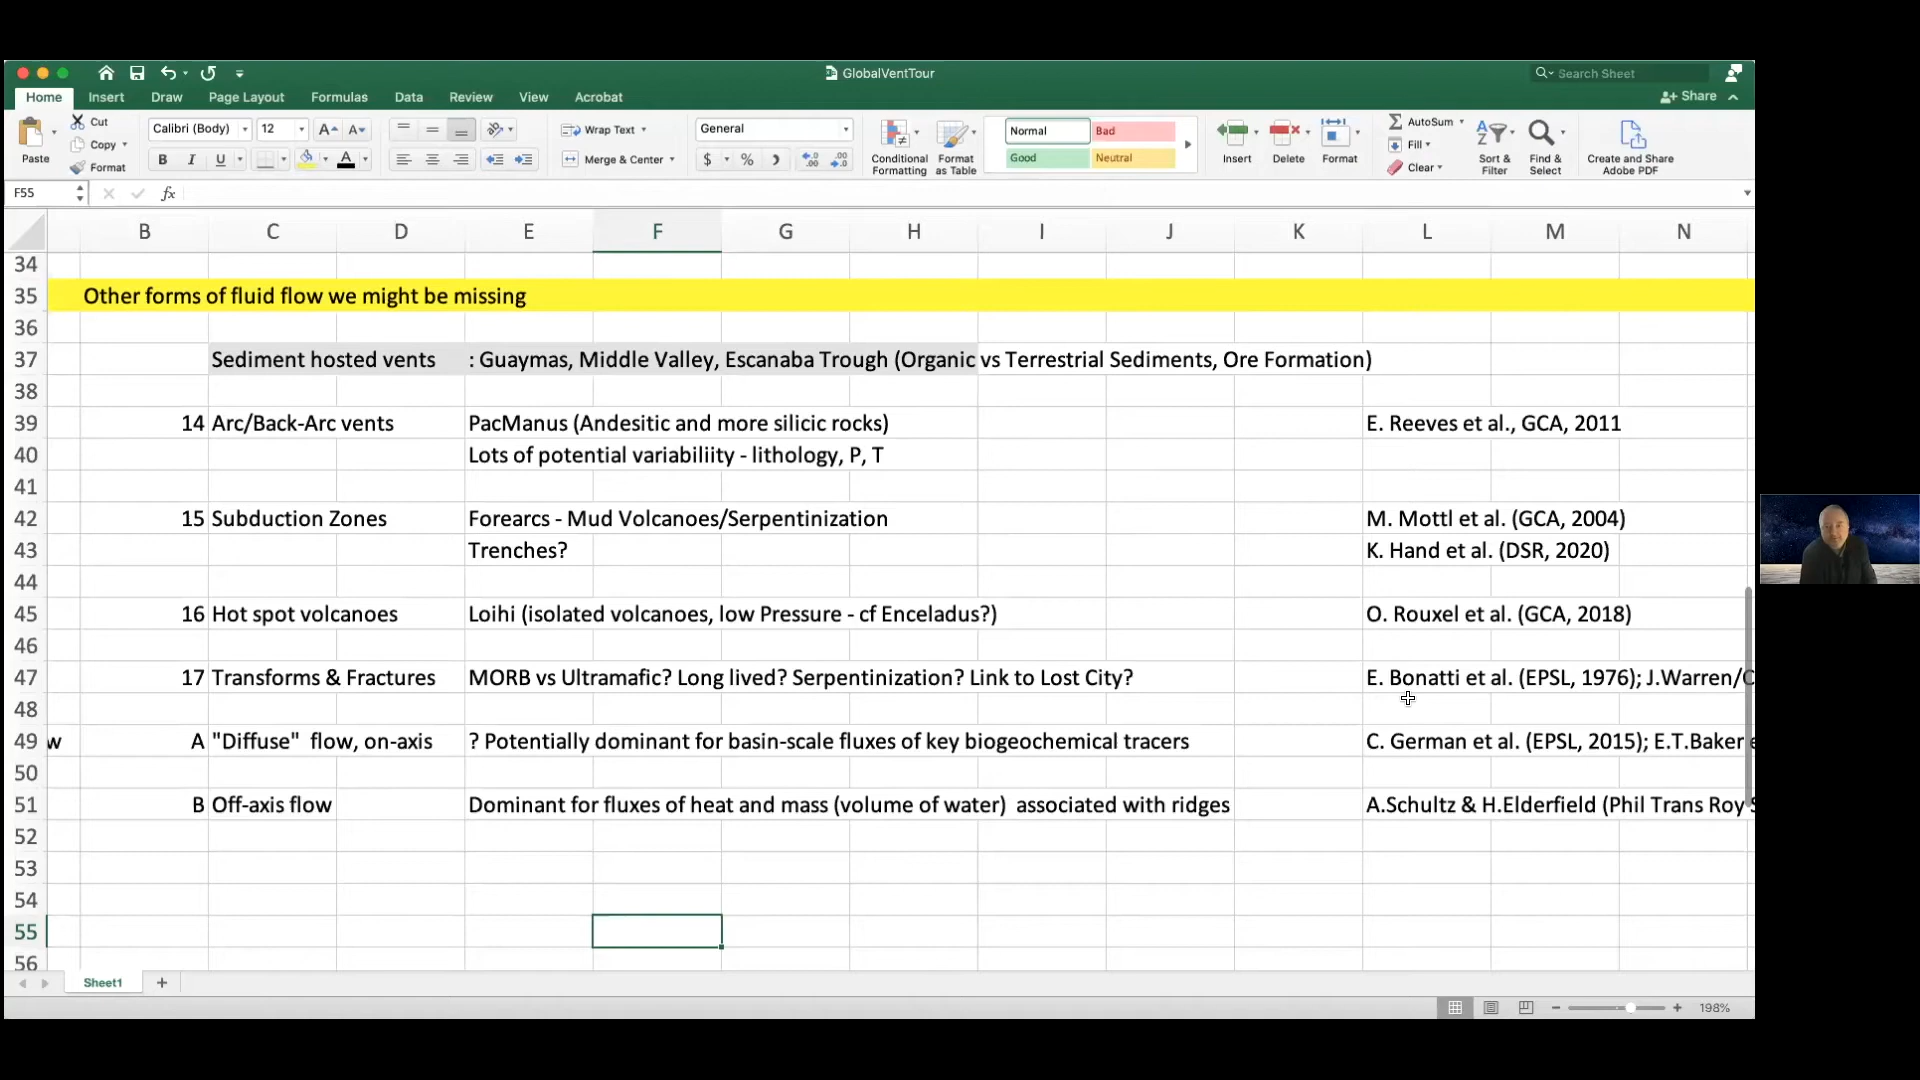 GlobalVentTour
Search Sheet
Home Insert Draw Page Layout Formulas Data Review View Acrobat
Share
Paste
Cut
Copy
Format
Calibri (Body) 12
B I U
Wrap Text
Merge & Center
General
$ %
Conditional Formatting
Format as Table
Normal Bad
Good Neutral
Insert Delete Format
AutoSum
Fill
Clear
Sort & Filter
Find & Select
Create and Share Adobe PDF
F55 fx
B C D E F G H I J K L M N
34
35 Other forms of fluid flow we might be missing
36
37 Sediment hosted vents : Guaymas, Middle Valley, Escanaba Trough (Organic vs Terrestrial Sediments, Ore Formation)
38
39 14 Arc/Back-Arc vents PacManus (Andesitic and more silicic rocks) E. Reeves et al., GCA, 2011
40 Lots of potential variabiliity - lithology, P, T
41
42 15 Subduction Zones Forearcs - Mud Volcanoes/Serpentinization M. Mottl et al. (GCA, 2004)
43 Trenches? K. Hand et al. (DSR, 2020)
44
45 16 Hot spot volcanoes Loihi (isolated volcanoes, low Pressure - cf Enceladus?) O. Rouxel et al. (GCA, 2018)
46
47 17 Transforms & Fractures MORB vs Ultramafic? Long lived? Serpentinization? Link to Lost City? E. Bonatti et al. (EPSL, 1976); J.Warren/C
48
49 w A "Diffuse" flow, on-axis ? Potentially dominant for basin-scale fluxes of key biogeochemical tracers C. German et al. (EPSL, 2015); E.T.Baker e
50
51 B Off-axis flow Dominant for fluxes of heat and mass (volume of water) associated with ridges A.Schultz & H.Elderfield (Phil Trans Roy S
52
53
54
55
56
Sheet1
198%